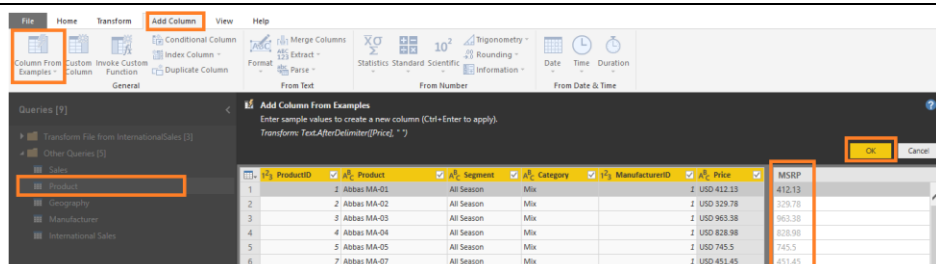 File Home Transform Add Column View Help
Column From Examples Custom Column Invoke Custom Function Conditional Column Index Column Duplicate Column
General
Format Merge Columns ABC 123 Extract Parse
From Text
Statistics Standard Scientific 10² Trigonometry Rounding Information
From Number
Date Time Duration
From Date & Time
Queries [9]
Transform File from InternationalSales [3]
Other Queries [5]
Sales
Product
Geography
Manufacturer
International Sales
Add Column From Examples
Enter sample values to create a new column (Ctrl+Enter to apply).
Transform: Text.AfterDelimiter([Price], " ")
OK Cancel
ProductID Product Segment Category ManufacturerID Price MSRP
1 1 Abbas MA-01 All Season Mix 1 USD 412.13 412.13
2 2 Abbas MA-02 All Season Mix 1 USD 329.78 329.78
3 3 Abbas MA-03 All Season Mix 1 USD 963.38 963.38
4 4 Abbas MA-04 All Season Mix 1 USD 828.98 828.98
5 5 Abbas MA-05 All Season Mix 1 USD 745.5 745.5
6 7 Abbas MA-07 All Season Mix 1 USD 451.45 451.45